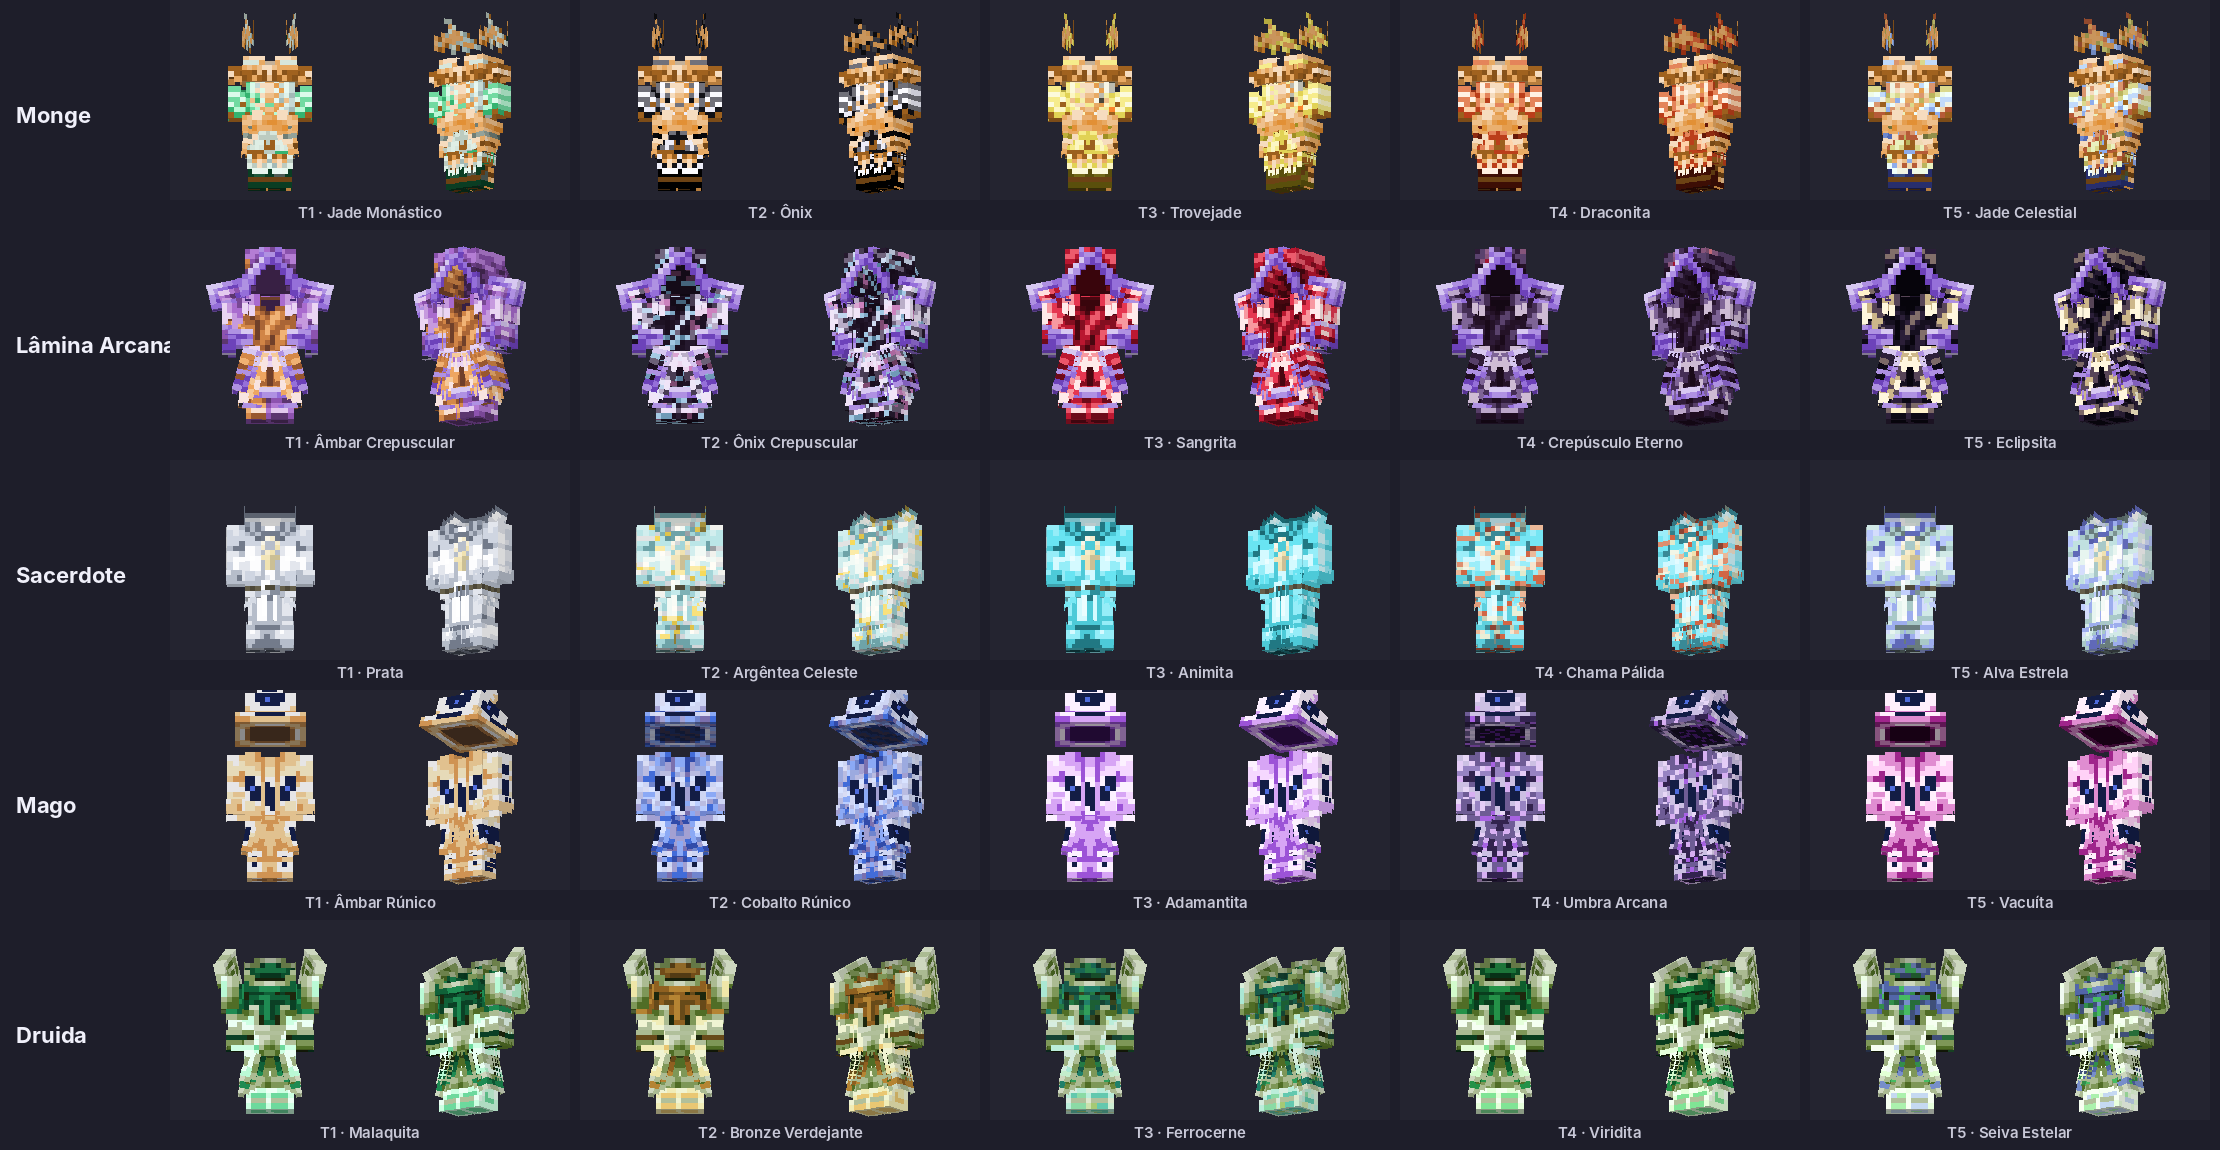 Monge
T1 · Jade Monástico
T2 · Ônix
T3 · Trovejade
T4 · Draconita
T5 · Jade Celestial
Lâmina Arcana
T1 · Âmbar Crepuscular
T2 · Ônix Crepuscular
T3 · Sangrita
T4 · Crepúsculo Eterno
T5 · Eclipsita
Sacerdote
T1 · Prata
T2 · Argêntea Celeste
T3 · Animita
T4 · Chama Pálida
T5 · Alva Estrela
Mago
T1 · Âmbar Rúnico
T2 · Cobalto Rúnico
T3 · Adamantita
T4 · Umbra Arcana
T5 · Vacuíta
Druida
T1 · Malaquita
T2 · Bronze Verdejante
T3 · Ferrocerne
T4 · Viridita
T5 · Seiva Estelar